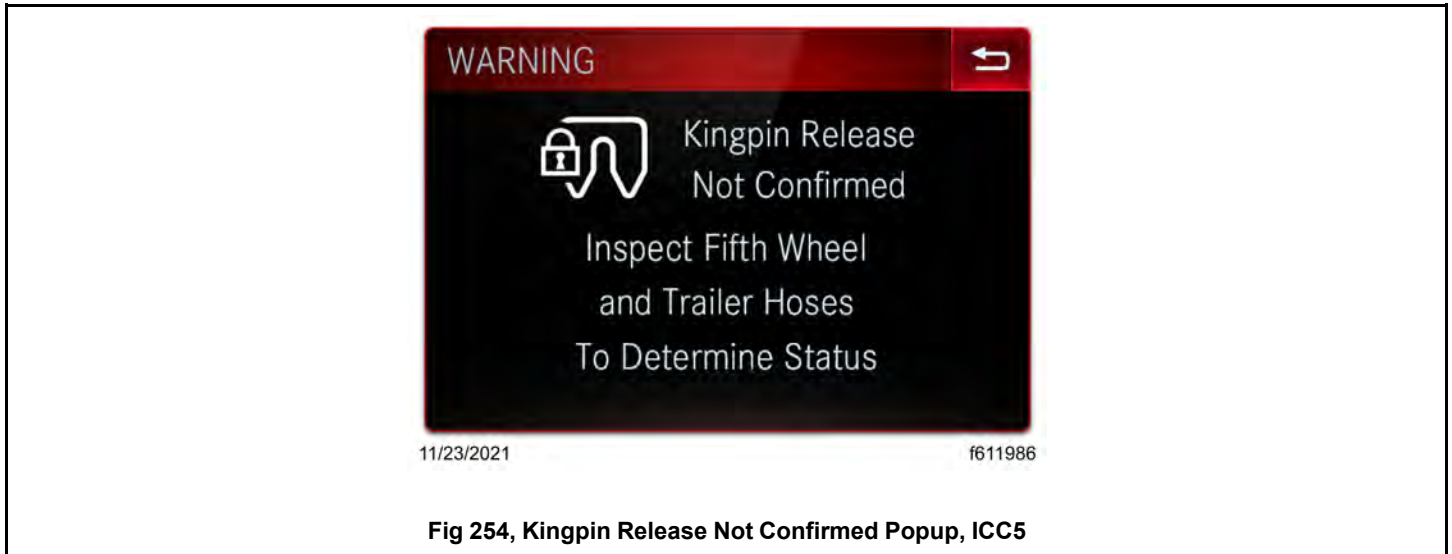 WARNING
Kingpin Release
Not Confirmed
Inspect Fifth Wheel
and Trailer Hoses
To Determine Status
11/23/2021
f611986
Fig 254, Kingpin Release Not Confirmed Popup, ICC5